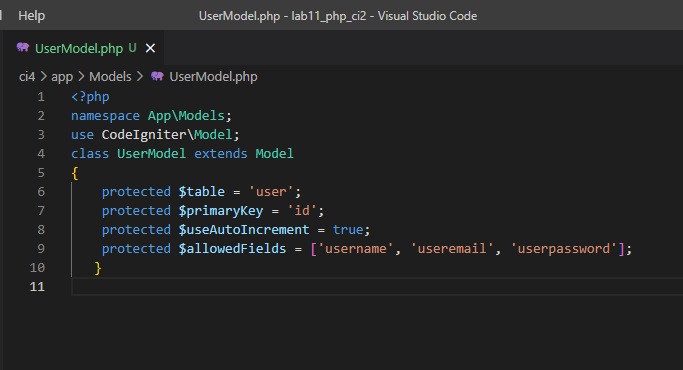 Help UserModel.php - lab11_php_ci2 - Visual Studio Code
UserModel.php U ×
ci4 > app > Models > UserModel.php
1 <?php
2 namespace App\Models;
3 use CodeIgniter\Model;
4 class UserModel extends Model
5 {
6     protected $table = 'user';
7     protected $primaryKey = 'id';
8     protected $useAutoIncrement = true;
9     protected $allowedFields = ['username', 'useremail', 'userpassword'];
10    }
11